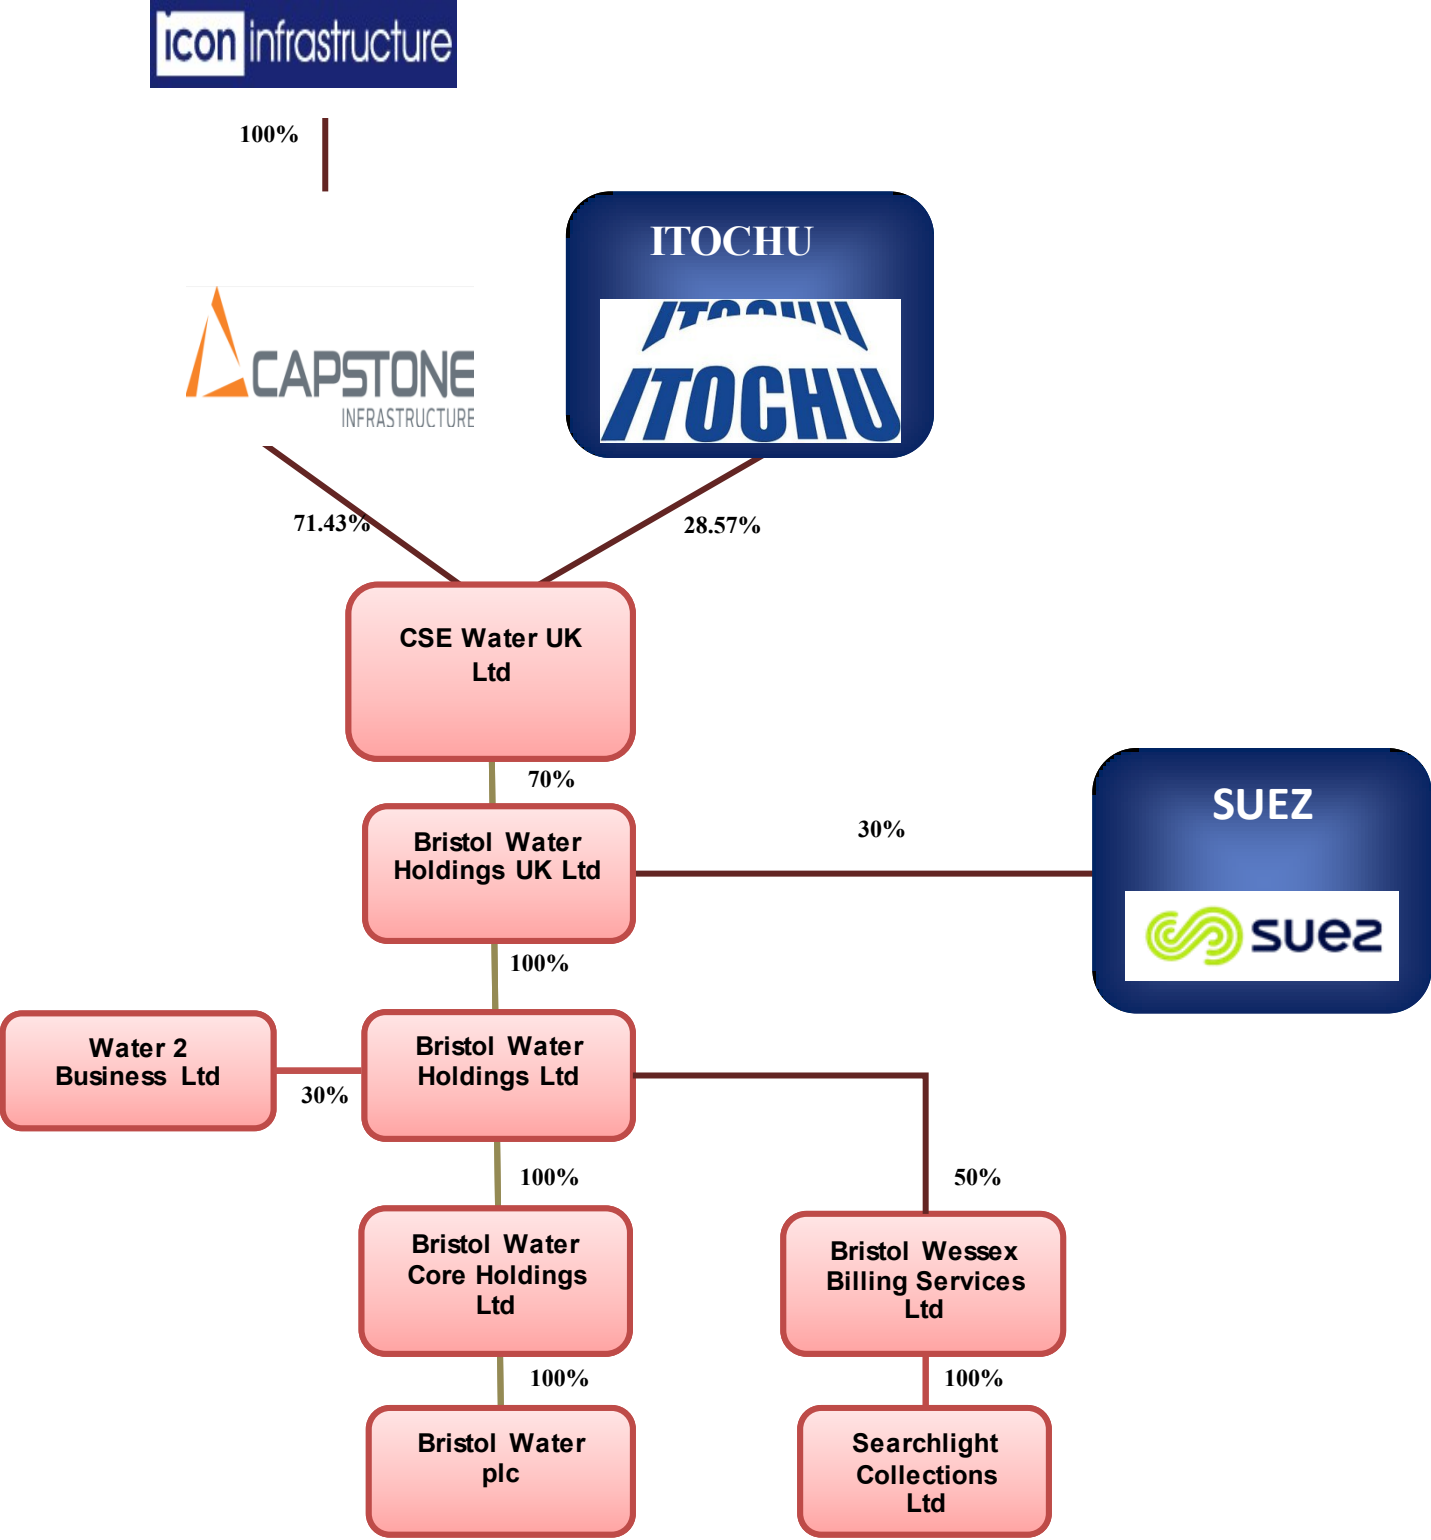 icon infrastructure
100%
ITOCHU
ITOCHU
ITOCHU
CAPSTONE
INFRASTRUCTURE
71.43%
28.57%
CSE Water UK
Ltd
70%
Bristol Water
Holdings UK Ltd
30%
SUEZ
suez
100%
Water 2
Business Ltd
30%
Bristol Water
Holdings Ltd
100%
50%
Bristol Water
Core Holdings
Ltd
Bristol Wessex
Billing Services
Ltd
100%
100%
Bristol Water
plc
Searchlight
Collections
Ltd